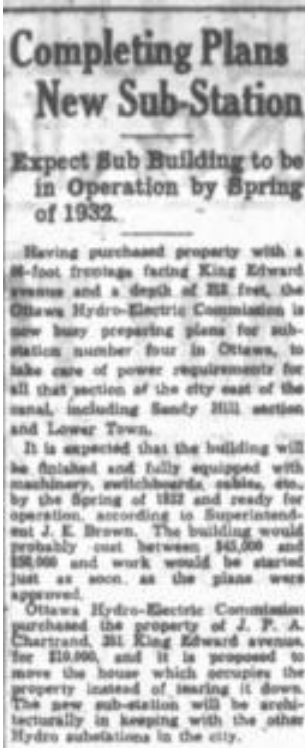 Completing Plans
New Sub-Station
Expect Sub Building to be
in Operation by Spring
of 1932.
Having purchased property with a
-foot frontage facing King Edward
avenue and a depth of feet, the
Ottawa Hydro-Electric Commission is
now busy preparing plans for sub-
station number four in Ottawa, to
take care of power requirements for
all that section of the city east of the
canal, including Sandy Hill section
and Lower Town.
It is expected that the building will
be finished and fully equipped with
machinery, switchboards, cables, etc.,
by the Spring of 1932 and ready for
operation, according to Superintend-
ent J. E. Brown. The building would
probably cost between $45,000 and
$50,000 and work would be started
just as soon as the plans were
approved.
Ottawa Hydro-Electric Commission
purchased the property of J. P. A.
Chartrand, 351 King Edward avenue
for $10,000, and it is proposed to
move the house which occupies the
property instead of tearing it down.
The new sub-station will be archi-
tecturally in keeping with the other
Hydro substations in the city.